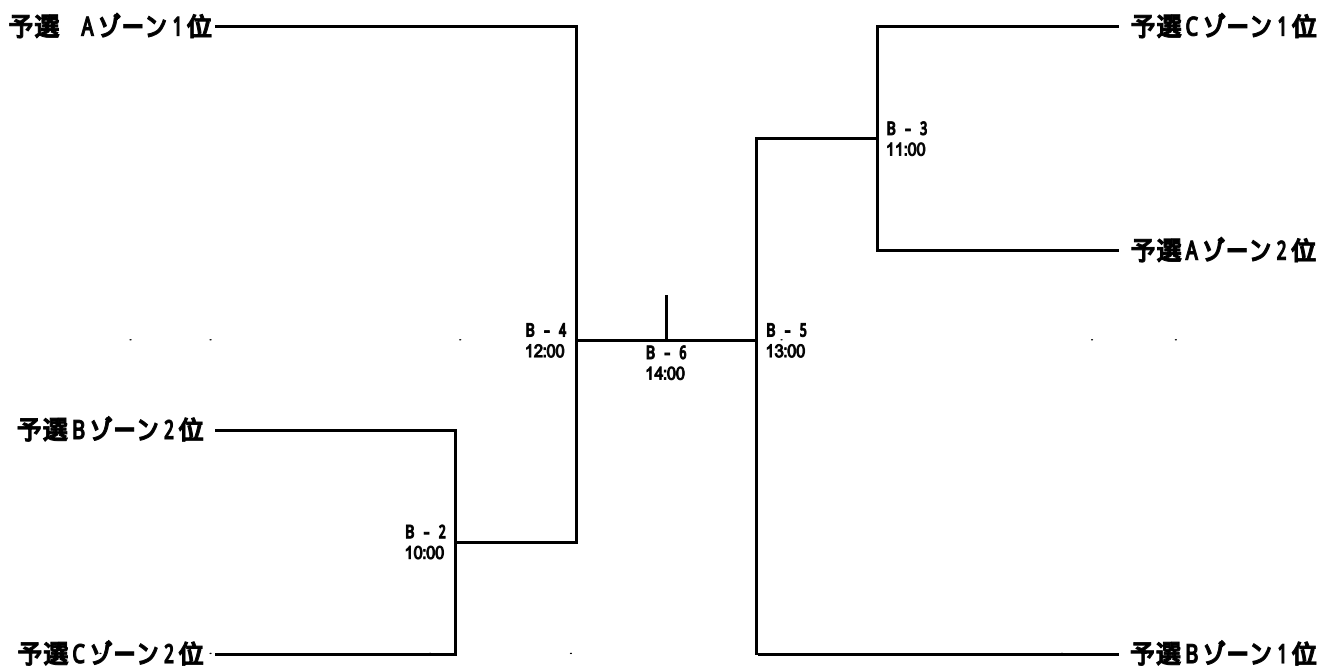 予選 Aゾーン1位
予選Cゾーン1位
B - 3
11:00
予選Aゾーン2位
B - 4
12:00
B - 6
14:00
B - 5
13:00
予選Bゾーン2位
B - 2
10:00
予選Cゾーン2位
予選Bゾーン1位